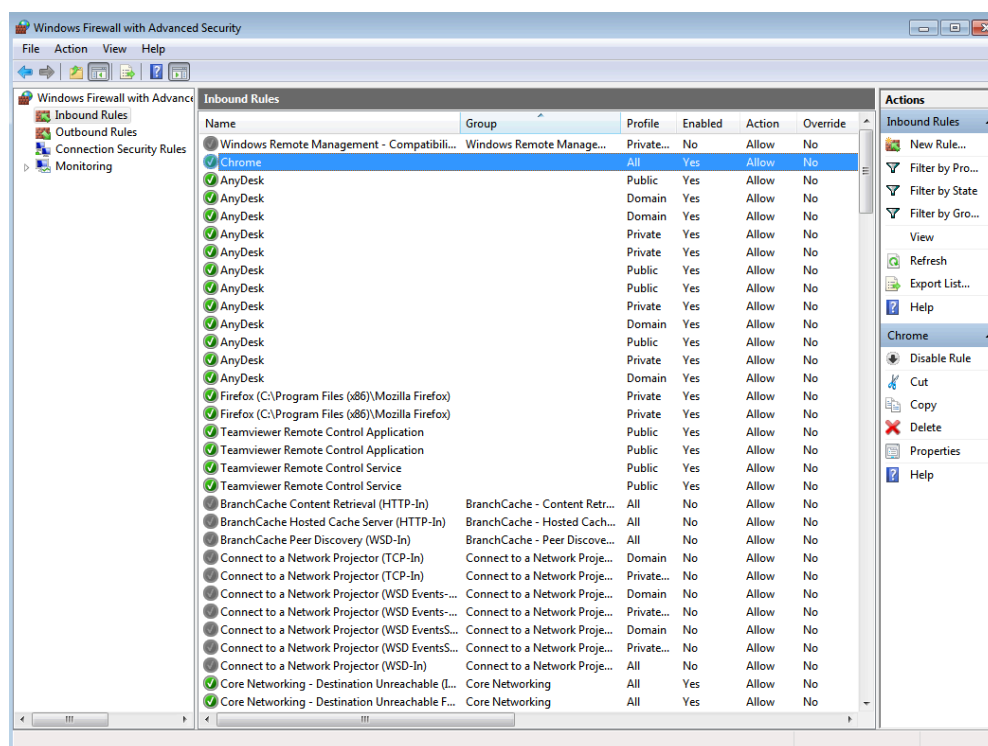 Windows Firewall with Advanced Security
File Action View Help
Windows Firewall with Advance
Inbound Rules
Outbound Rules
Connection Security Rules
Monitoring
Inbound Rules
Name Group Profile Enabled Action Override
Windows Remote Management - Compatibili... Windows Remote Manage... Private... No Allow No
Chrome All Yes Allow No
AnyDesk Public Yes Allow No
AnyDesk Domain Yes Allow No
AnyDesk Domain Yes Allow No
AnyDesk Private Yes Allow No
AnyDesk Private Yes Allow No
AnyDesk Public Yes Allow No
AnyDesk Public Yes Allow No
AnyDesk Private Yes Allow No
AnyDesk Domain Yes Allow No
AnyDesk Public Yes Allow No
AnyDesk Private Yes Allow No
AnyDesk Domain Yes Allow No
Firefox (C:\Program Files (x86)\Mozilla Firefox) Private Yes Allow No
Firefox (C:\Program Files (x86)\Mozilla Firefox) Private Yes Allow No
Teamviewer Remote Control Application Public Yes Allow No
Teamviewer Remote Control Application Public Yes Allow No
Teamviewer Remote Control Service Public Yes Allow No
Teamviewer Remote Control Service Public Yes Allow No
BranchCache Content Retrieval (HTTP-In) BranchCache - Content Retr... All No Allow No
BranchCache Hosted Cache Server (HTTP-In) BranchCache - Hosted Cach... All No Allow No
BranchCache Peer Discovery (WSD-In) BranchCache - Peer Discove... All No Allow No
Connect to a Network Projector (TCP-In) Connect to a Network Proje... Domain No Allow No
Connect to a Network Projector (TCP-In) Connect to a Network Proje... Private... No Allow No
Connect to a Network Projector (WSD Events-... Connect to a Network Proje... Domain No Allow No
Connect to a Network Projector (WSD Events-... Connect to a Network Proje... Private... No Allow No
Connect to a Network Projector (WSD EventsS... Connect to a Network Proje... Domain No Allow No
Connect to a Network Projector (WSD EventsS... Connect to a Network Proje... Private... No Allow No
Connect to a Network Projector (WSD-In) Connect to a Network Proje... All No Allow No
Core Networking - Destination Unreachable (I... Core Networking All Yes Allow No
Core Networking - Destination Unreachable F... Core Networking All Yes Allow No
Actions
Inbound Rules
New Rule...
Filter by Pro...
Filter by State
Filter by Gro...
View
Refresh
Export List...
Help
Chrome
Disable Rule
Cut
Copy
Delete
Properties
Help